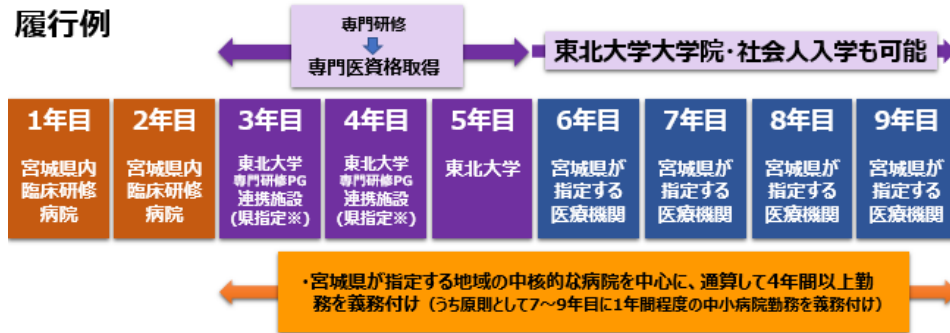 履行例
専門研修
専門医資格取得
東北大学大学院・社会人入学も可能
1年目
宮城県内
臨床研修
病院
2年目
宮城県内
臨床研修
病院
3年目
東北大学
専門研修PG
連携施設
(県指定※)
4年目
東北大学
専門研修PG
連携施設
(県指定※)
5年目
東北大学
6年目
宮城県が
指定する
医療機関
7年目
宮城県が
指定する
医療機関
8年目
宮城県が
指定する
医療機関
9年目
宮城県が
指定する
医療機関
・宮城県が指定する地域の中核的な病院を中心に、通算して4年間以上勤
務を義務付け（うち原則として7～9年目に1年間程度の中小病院勤務を義務付け）